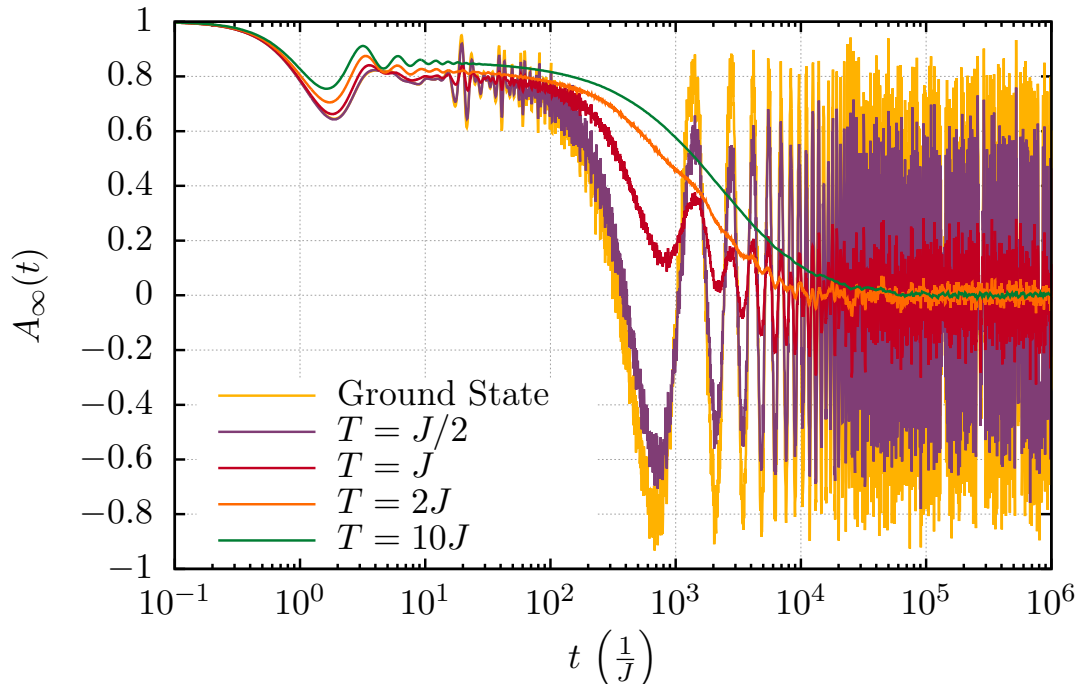 1
0.8
0.6
0.4
0.2
0
−0.2
−0.4
−0.6
−0.8
−1
A∞(t)
Ground State
T = J/2
T = J
T = 2J
T = 10J
10⁻¹ 10⁰ 10¹ 10² 10³ 10⁴ 10⁵ 10⁶
t (1/J)